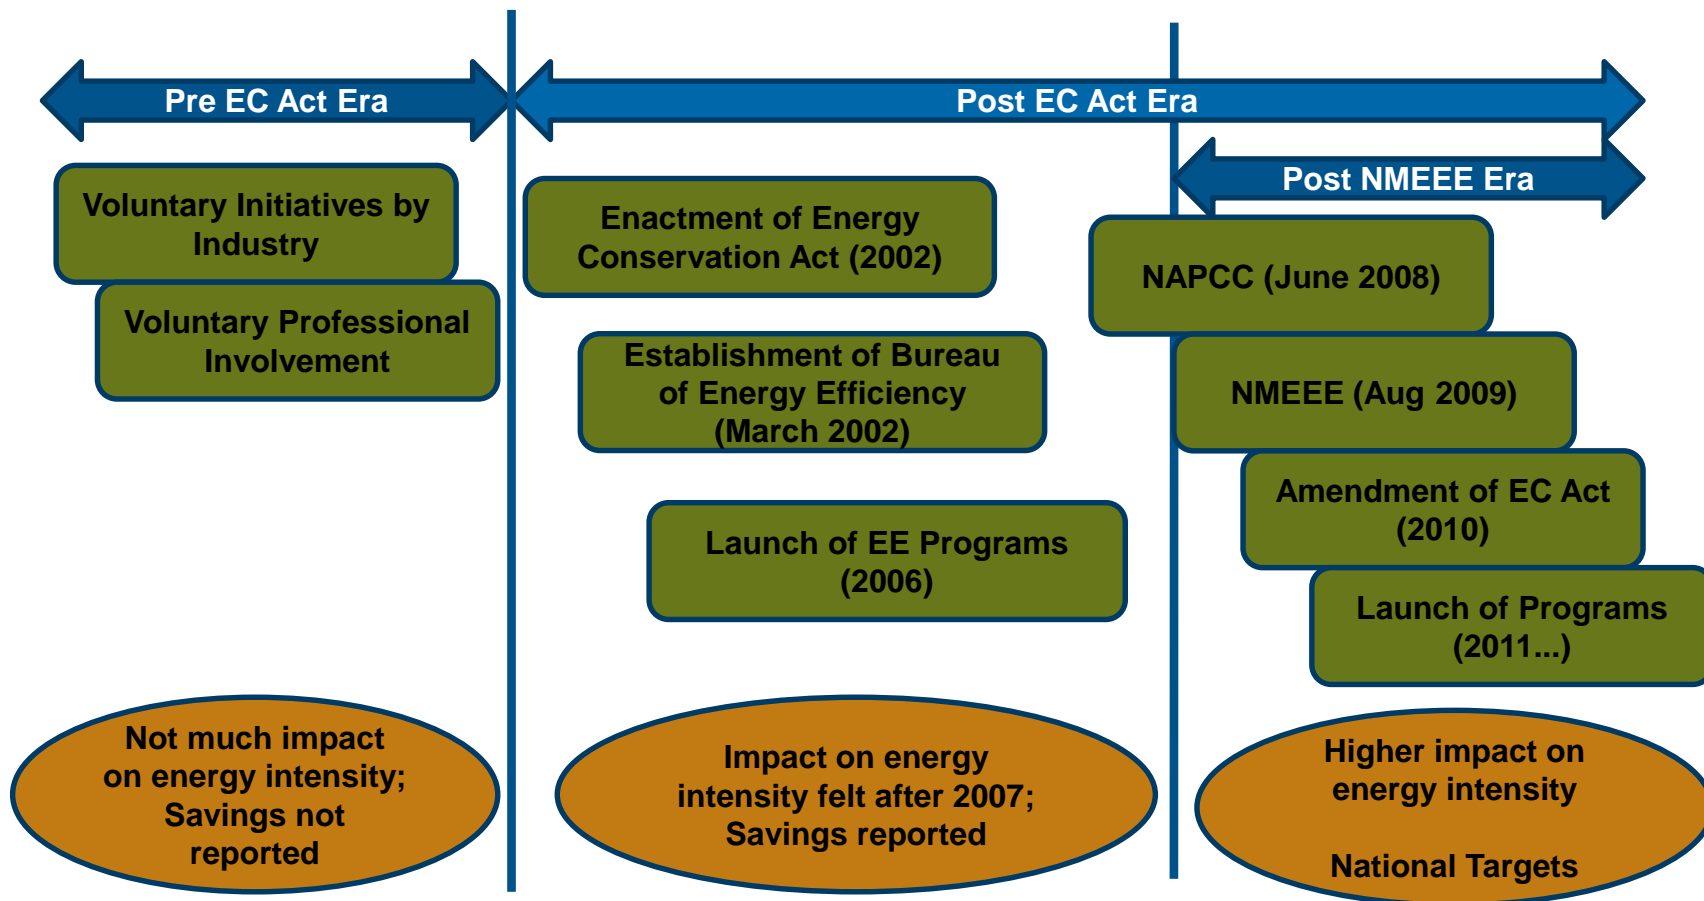 Pre EC Act Era
Post EC Act Era
Post NMEEE Era
Voluntary Initiatives by
Industry
Voluntary Professional
Involvement
Enactment of Energy
Conservation Act (2002)
Establishment of Bureau
of Energy Efficiency
(March 2002)
Launch of EE Programs
(2006)
NAPCC (June 2008)
NMEEE (Aug 2009)
Amendment of EC Act
(2010)
Launch of Programs
(2011...)
Not much impact
on energy intensity;
Savings not
reported
Impact on energy
intensity felt after 2007;
Savings reported
Higher impact on
energy intensity
National Targets